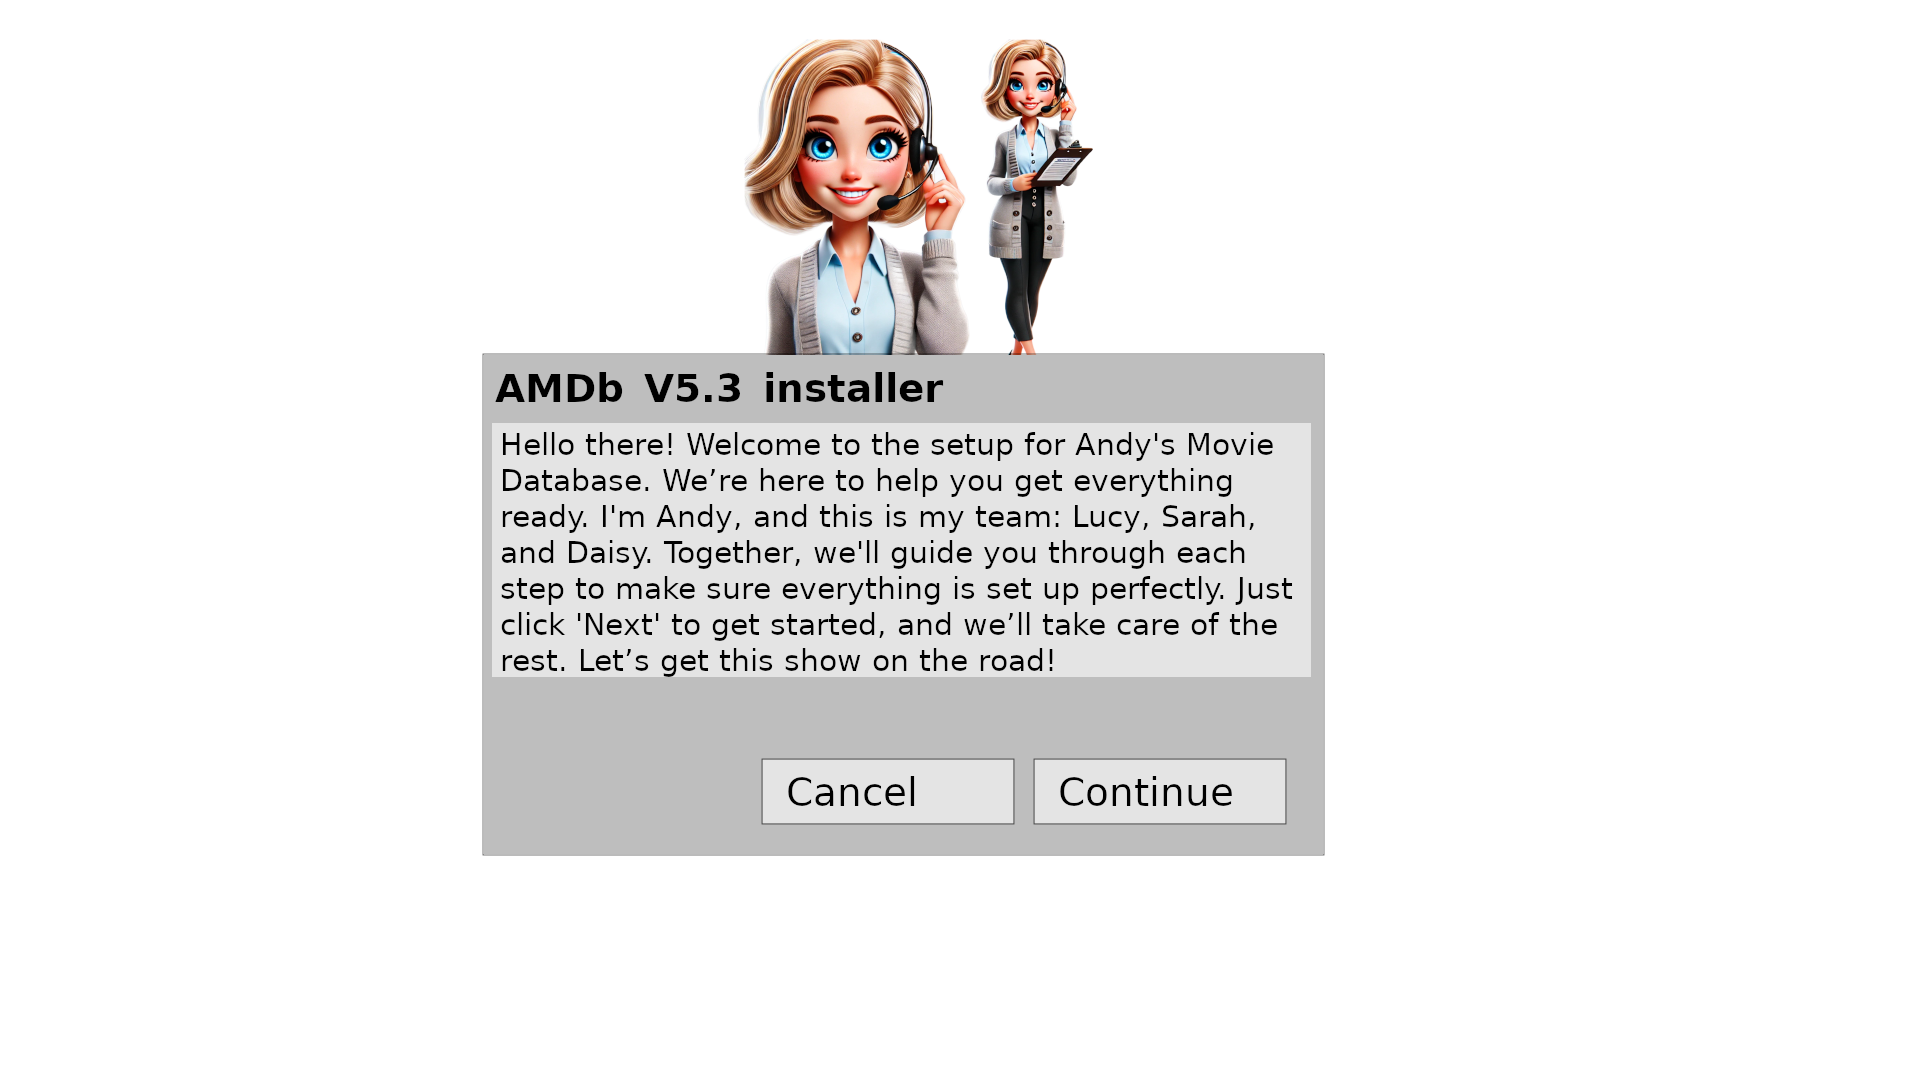 AMDb V5.3 installer
Hello there! Welcome to the setup for Andy's Movie
Database. We’re here to help you get everything
ready. I'm Andy, and this is my team: Lucy, Sarah,
and Daisy. Together, we'll guide you through each
step to make sure everything is set up perfectly. Just
click 'Next' to get started, and we’ll take care of the
rest. Let’s get this show on the road!
Cancel
Continue